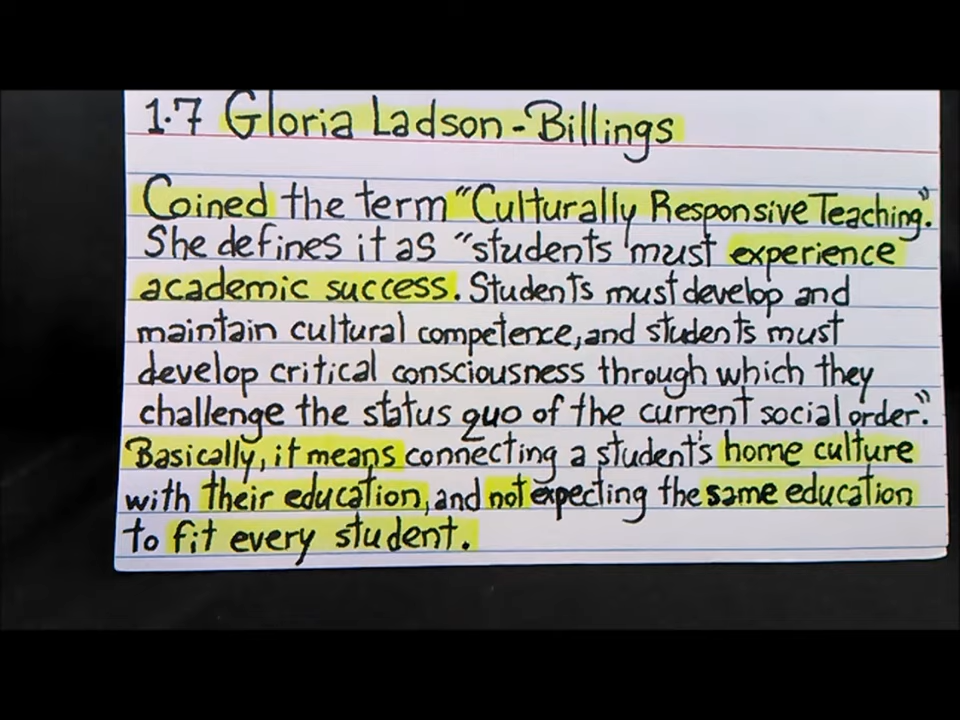 1.7 Gloria Ladson-Billings
Coined the term "Culturally Responsive Teaching".
She defines it as "students must experience
academic success. Students must develop and
maintain cultural competence, and students must
develop critical consciousness through which they
challenge the status quo of the current social order."
Basically, it means connecting a student's home culture
with their education, and not expecting the same education
to fit every student.